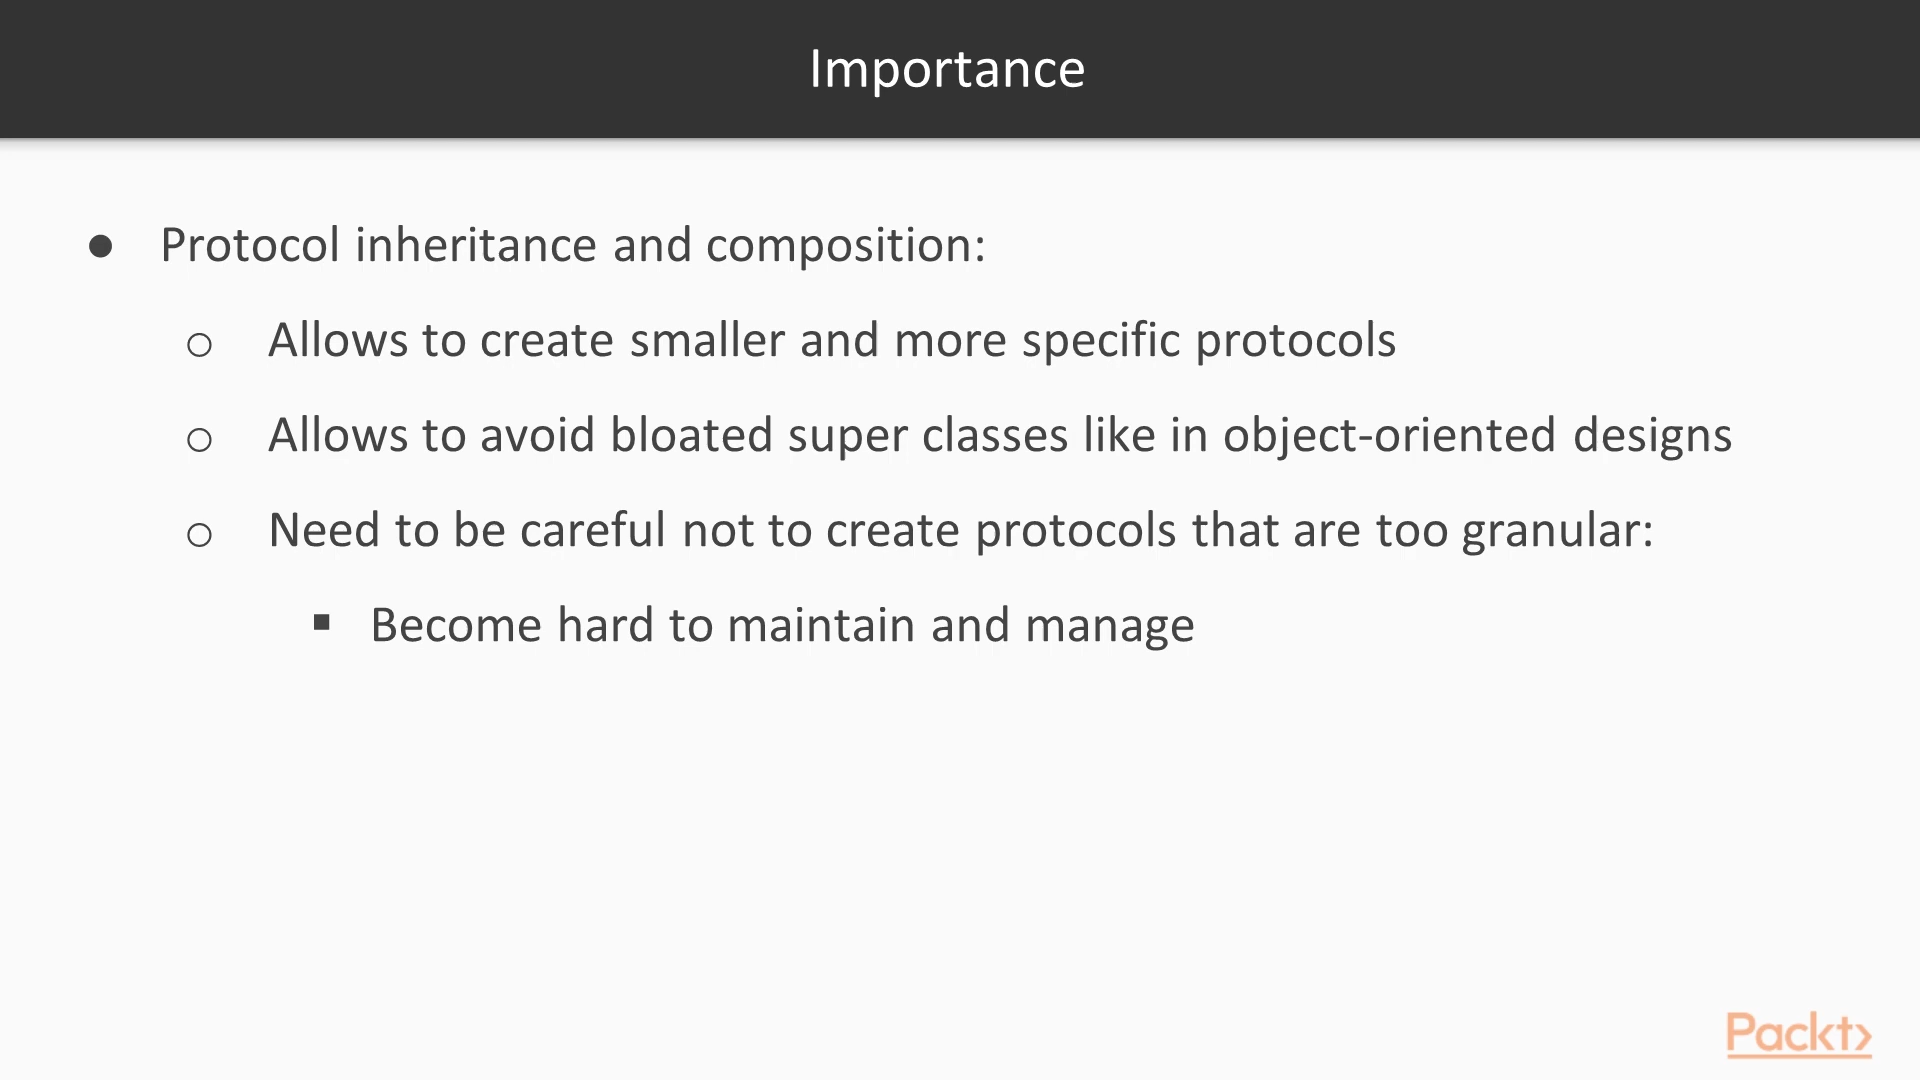 Importance
● Protocol inheritance and composition:
○ Allows to create smaller and more specific protocols
○ Allows to avoid bloated super classes like in object-oriented designs
○ Need to be careful not to create protocols that are too granular:
▪ Become hard to maintain and manage
Packt>